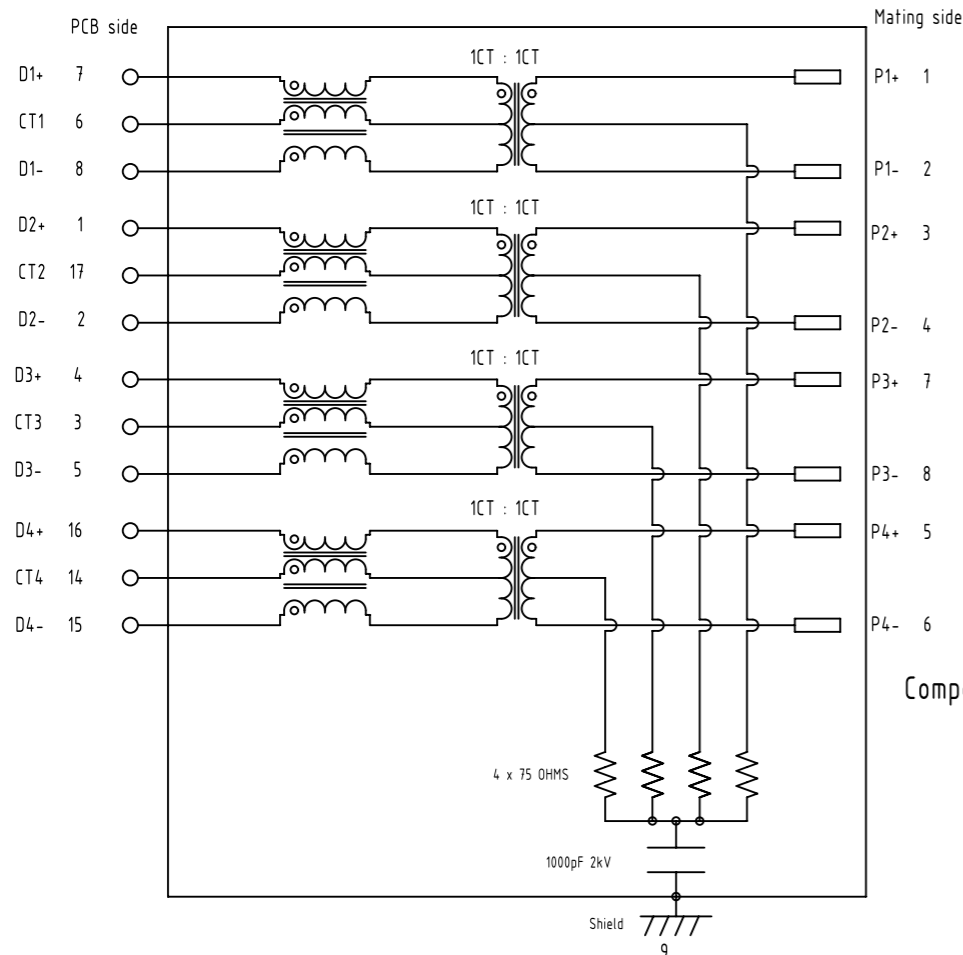 PCB side
Mating side
1CT : 1CT
D1+ 7
P1+ 1
CT1 6
D1- 8
P1- 2
1CT : 1CT
D2+ 1
P2+ 3
CT2 17
D2- 2
P2- 4
1CT : 1CT
D3+ 4
P3+ 7
CT3 3
D3- 5
P3- 8
1CT : 1CT
D4+ 16
P4+ 5
CT4 14
D4- 15
P4- 6
4 x 75 OHMS
1000pF 2kV
Shield
9